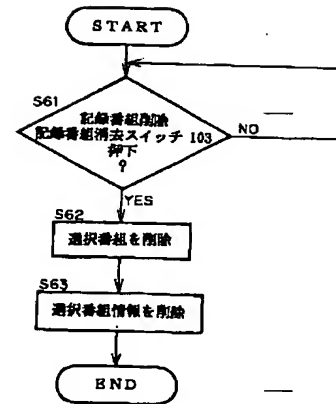 START
S61
記録番組削除
記録番組消去スイッチ 103
押下
?
NO
YES
S62
選択番組を削除
S63
選択番組情報を削除
END